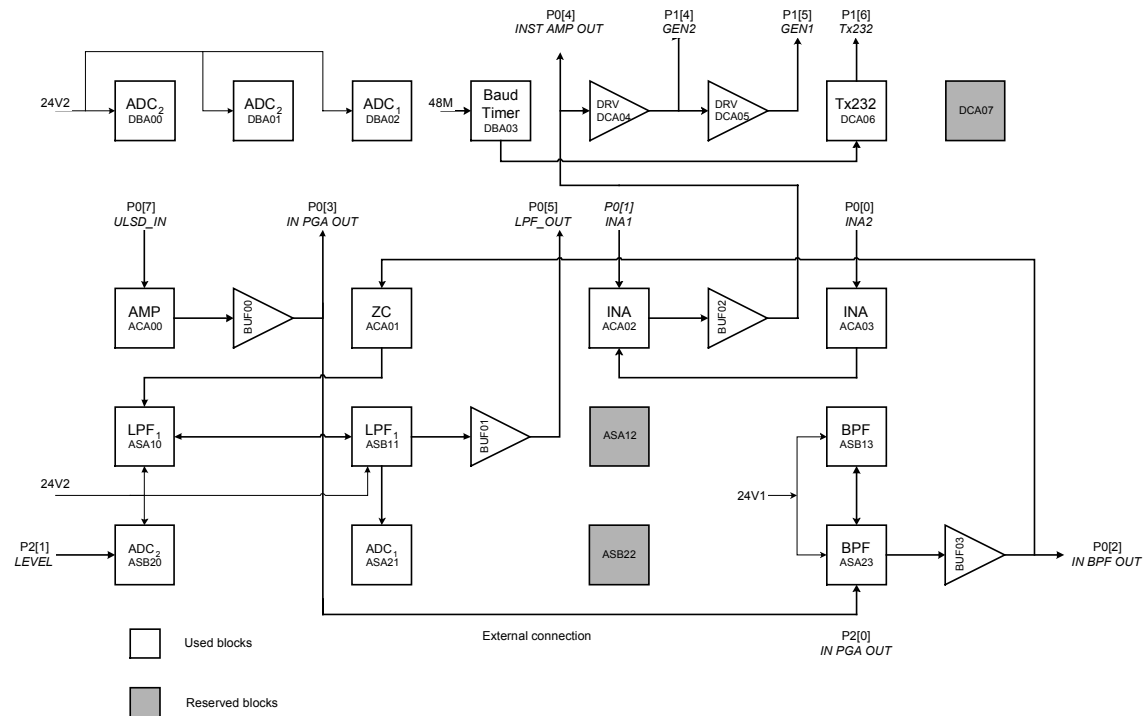 P0[4]
INST AMP OUT
P1[4]
GEN2
P1[5]
GEN1
P1[6]
Tx232
24V2
ADC2
DBA00
ADC2
DBA01
ADC1
DBA02
48M
Baud
Timer
DBA03
DRV
DCA04
DRV
DCA05
Tx232
DCA06
DCA07
P0[7]
ULSD_IN
P0[3]
IN PGA OUT
P0[5]
LPF_OUT
P0[1]
INA1
P0[0]
INA2
AMP
ACA00
BUF00
ZC
ACA01
INA
ACA02
BUF02
INA
ACA03
LPF1
ASA10
LPF1
ASB11
BUF01
ASA12
BPF
ASB13
24V2
24V1
P2[1]
LEVEL
ADC2
ASB20
ADC1
ASA21
ASB22
BPF
ASA23
BUF03
P0[2]
IN BPF OUT
Used blocks
External connection
P2[0]
IN PGA OUT
Reserved blocks